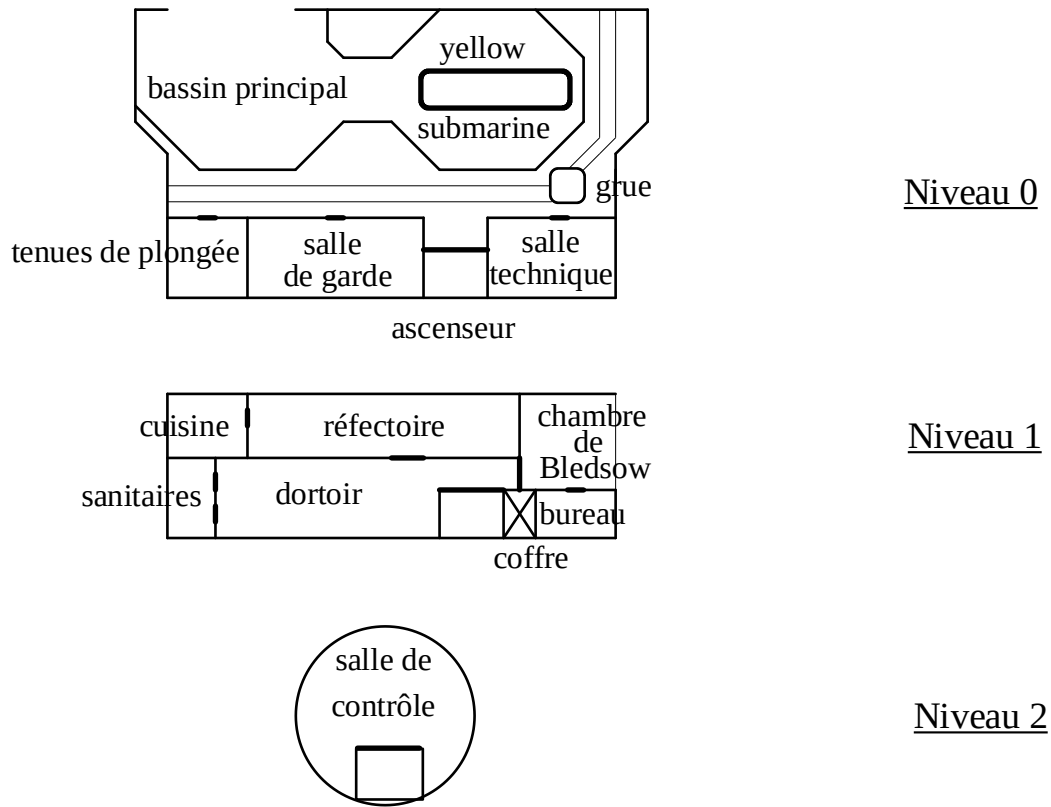 yellow
bassin principal
submarine
grue
Niveau 0
tenues de plongée
salle
de garde
salle
technique
ascenseur
cuisine
réfectoire
chambre
de
Bledsow
Niveau 1
sanitaires
dortoir
bureau
coffre
salle de
contrôle
Niveau 2